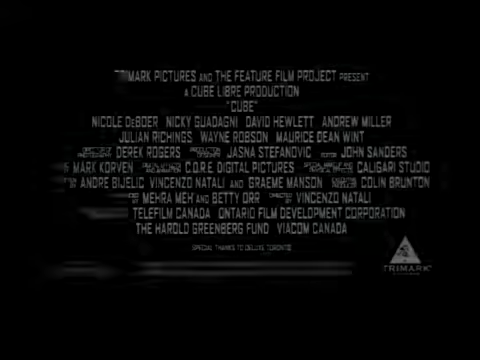 TRIMARK PICTURES AND THE FEATURE FILM PROJECT PRESENT
A CUBE LIBRE PRODUCTION
"CUBE"
NICOLE DeBOER NICKY GUADAGNI DAVID HEWLETT ANDREW MILLER
JULIAN RICHINGS WAYNE ROBSON MAURICE DEAN WINT
DEREK ROGERS JASNA STEFANOVIC JOHN SANDERS
MARK KORVEN C.O.R.E. DIGITAL PICTURES CALIGARI STUDIO
BY ANDRE BIJELIC VINCENZO NATALI AND GRAEME MANSON COLIN BRUNTON
MEHRA MEH AND BETTY ORR VINCENZO NATALI
TELEFILM CANADA ONTARIO FILM DEVELOPMENT CORPORATION
THE HAROLD GREENBERG FUND VIACOM CANADA
SPECIAL THANKS TO DELUXE TORONTO
TRIMARK